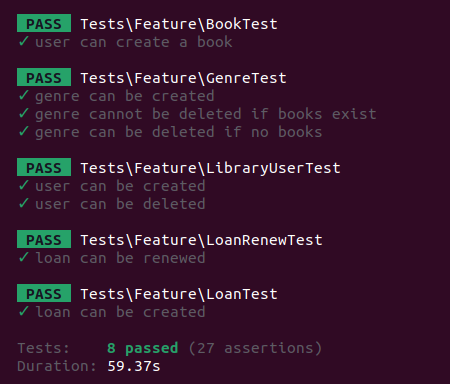 PASS Tests\Feature\BookTest
✓ user can create a book
PASS Tests\Feature\GenreTest
✓ genre can be created
✓ genre cannot be deleted if books exist
✓ genre can be deleted if no books
PASS Tests\Feature\LibraryUserTest
✓ user can be created
✓ user can be deleted
PASS Tests\Feature\LoanRenewTest
✓ loan can be renewed
PASS Tests\Feature\LoanTest
✓ loan can be created
Tests: 8 passed (27 assertions)
Duration: 59.37s